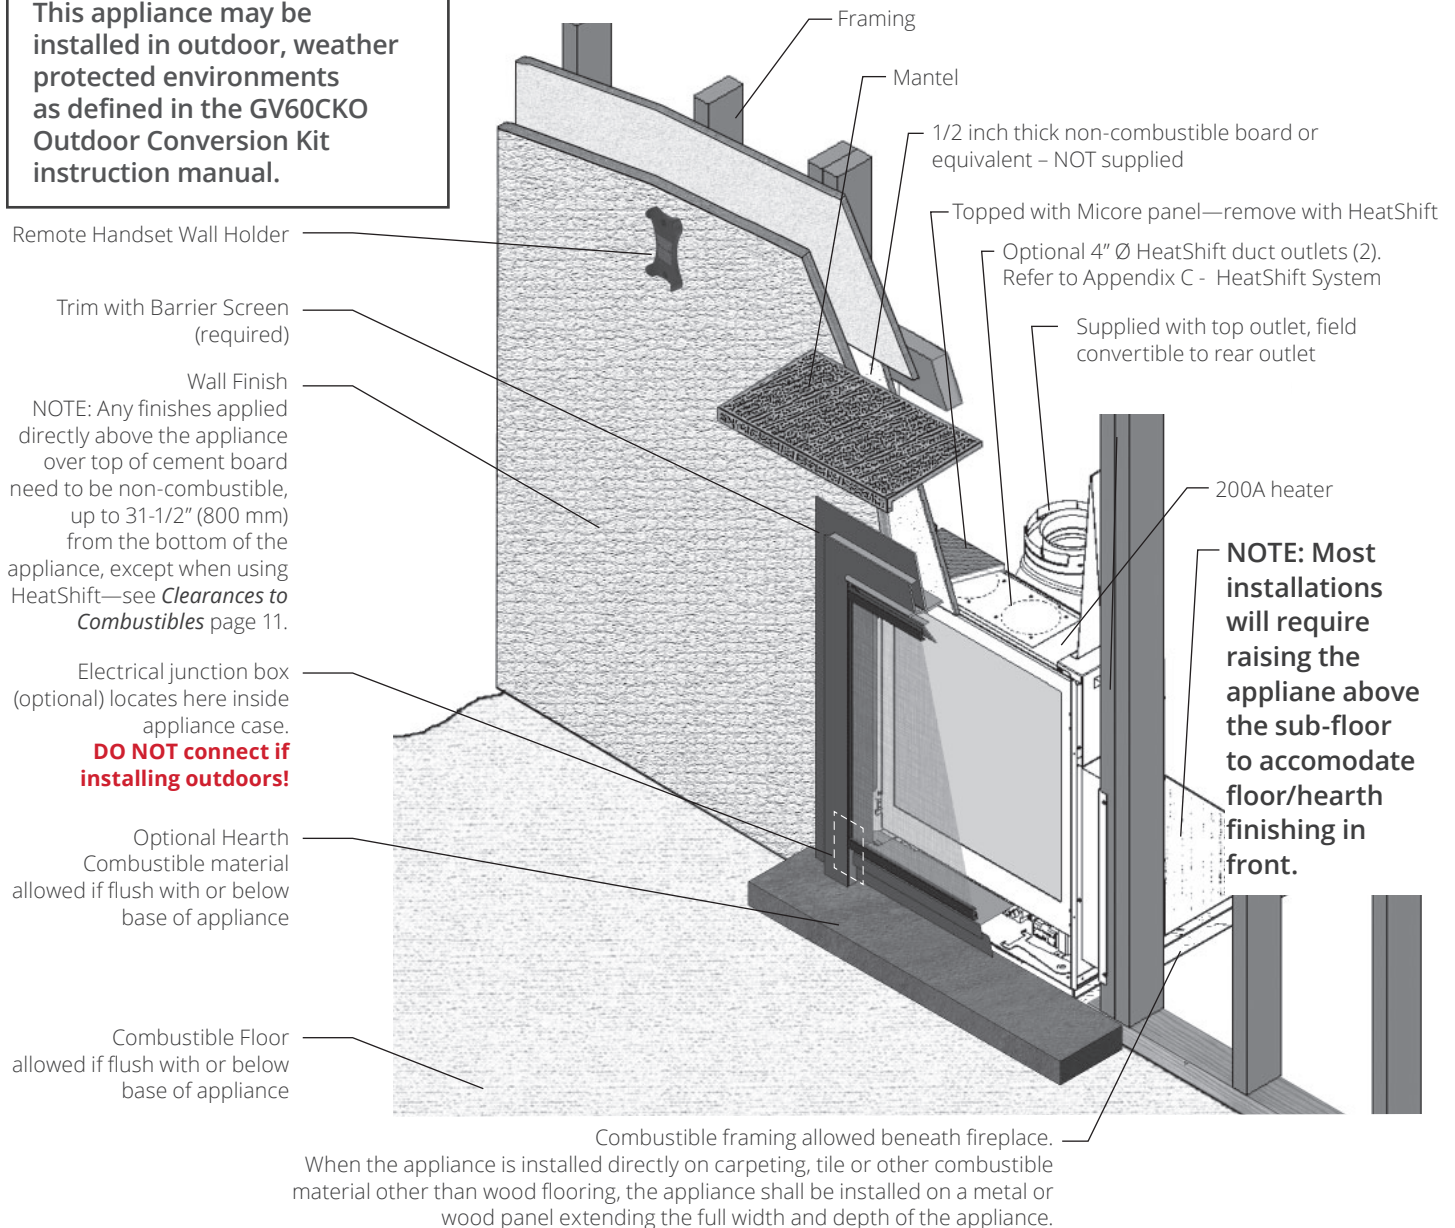 This appliance may be
installed in outdoor, weather
protected environments
as defined in the GV60CKO
Outdoor Conversion Kit
instruction manual.
Framing
Mantel
1/2 inch thick non-combustible board or
equivalent – NOT supplied
Topped with Micore panel—remove with HeatShift
Optional 4” Ø HeatShift duct outlets (2).
Refer to Appendix C - HeatShift System
Supplied with top outlet, field
convertible to rear outlet
200A heater
NOTE: Most
installations
will require
raising the
appliane above
the sub-floor
to accomodate
floor/hearth
finishing in
front.
Remote Handset Wall Holder
Trim with Barrier Screen
(required)
Wall Finish
NOTE: Any finishes applied
directly above the appliance
over top of cement board
need to be non-combustible,
up to 31-1/2” (800 mm)
from the bottom of the
appliance, except when using
HeatShift—see Clearances to
Combustibles page 11.
Electrical junction box
(optional) locates here inside
appliance case.
DO NOT connect if
installing outdoors!
Optional Hearth
Combustible material
allowed if flush with or below
base of appliance
Combustible Floor
allowed if flush with or below
base of appliance
Combustible framing allowed beneath fireplace.
When the appliance is installed directly on carpeting, tile or other combustible
material other than wood flooring, the appliance shall be installed on a metal or
wood panel extending the full width and depth of the appliance.